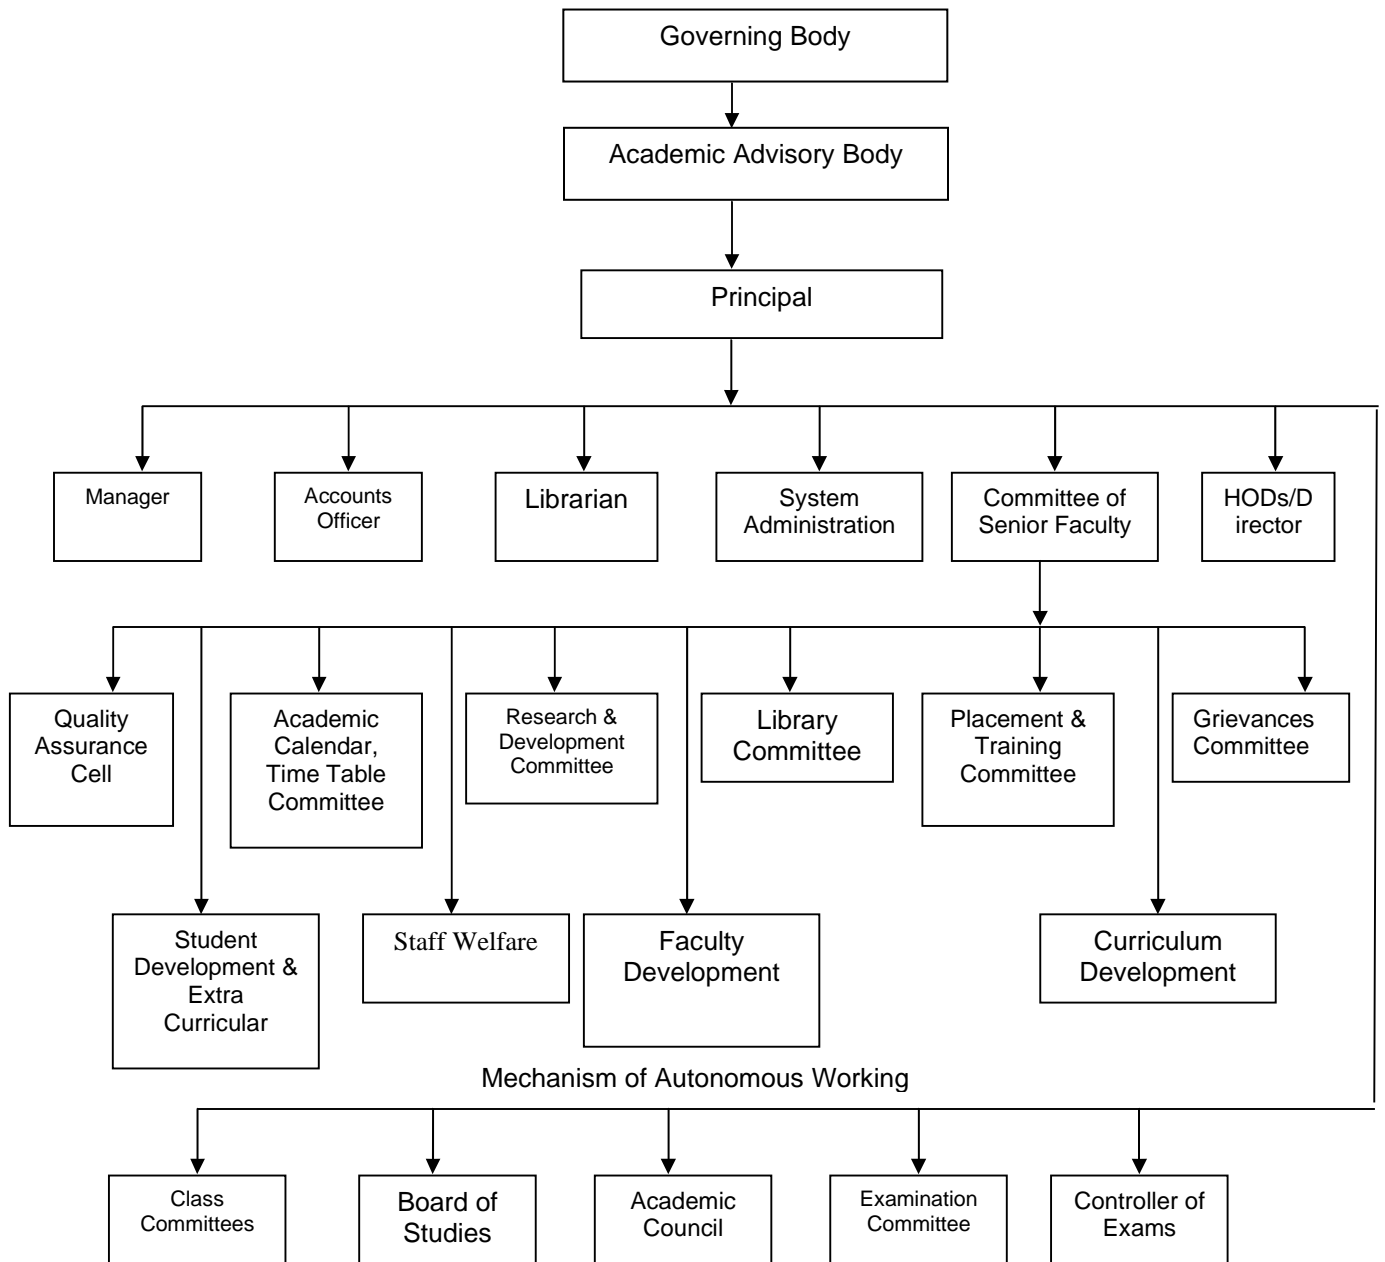 Governing Body
Academic Advisory Body
Principal
Manager
Accounts
Officer
Librarian
System
Administration
Committee of
Senior Faculty
HODs/D
irector
Quality
Assurance
Cell
Academic
Calendar,
Time Table
Committee
Research &
Development
Committee
Library
Committee
Placement &
Training
Committee
Grievances
Committee
Student
Development &
Extra
Curricular
Staff Welfare
Faculty
Development
Curriculum
Development
Mechanism of Autonomous Working
Class
Committees
Board of
Studies
Academic
Council
Examination
Committee
Controller of
Exams